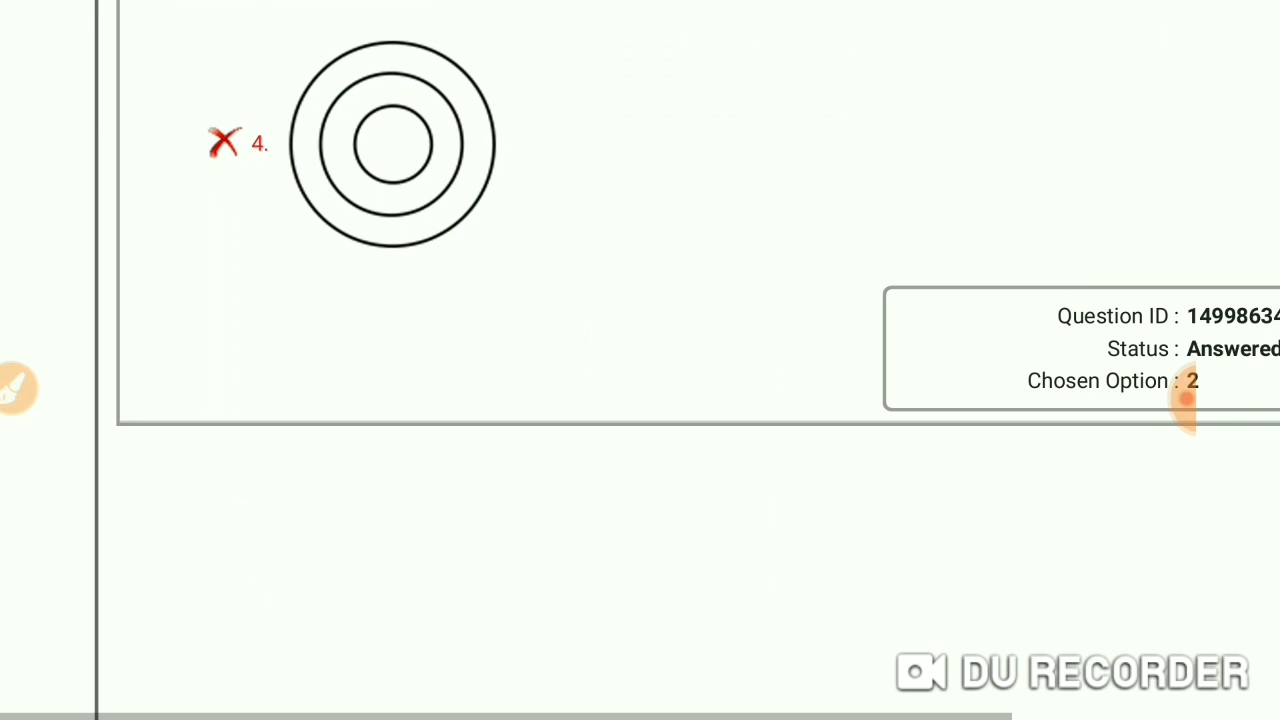 4.
Question ID : 14998634
Status : Answered
Chosen Option : 2
DU RECORDER